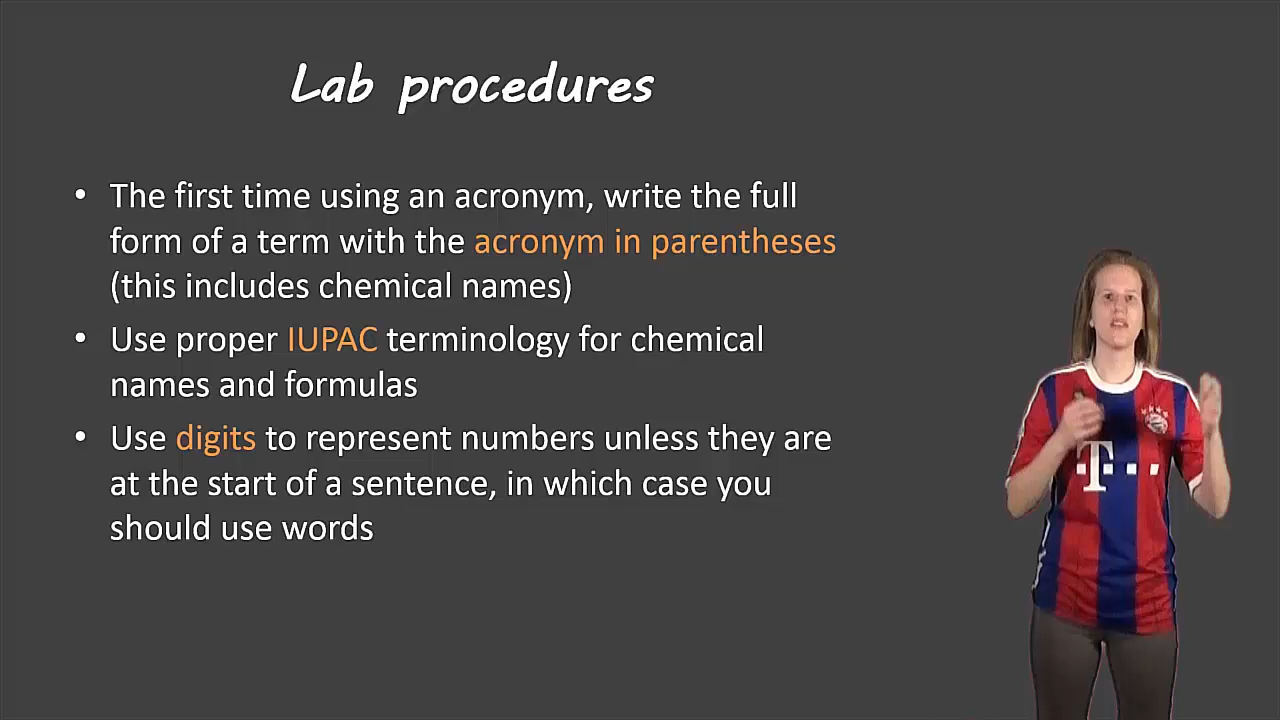 Lab procedures
• The first time using an acronym, write the full
form of a term with the acronym in parentheses
(this includes chemical names)
• Use proper IUPAC terminology for chemical
names and formulas
• Use digits to represent numbers unless they are
at the start of a sentence, in which case you
should use words
T